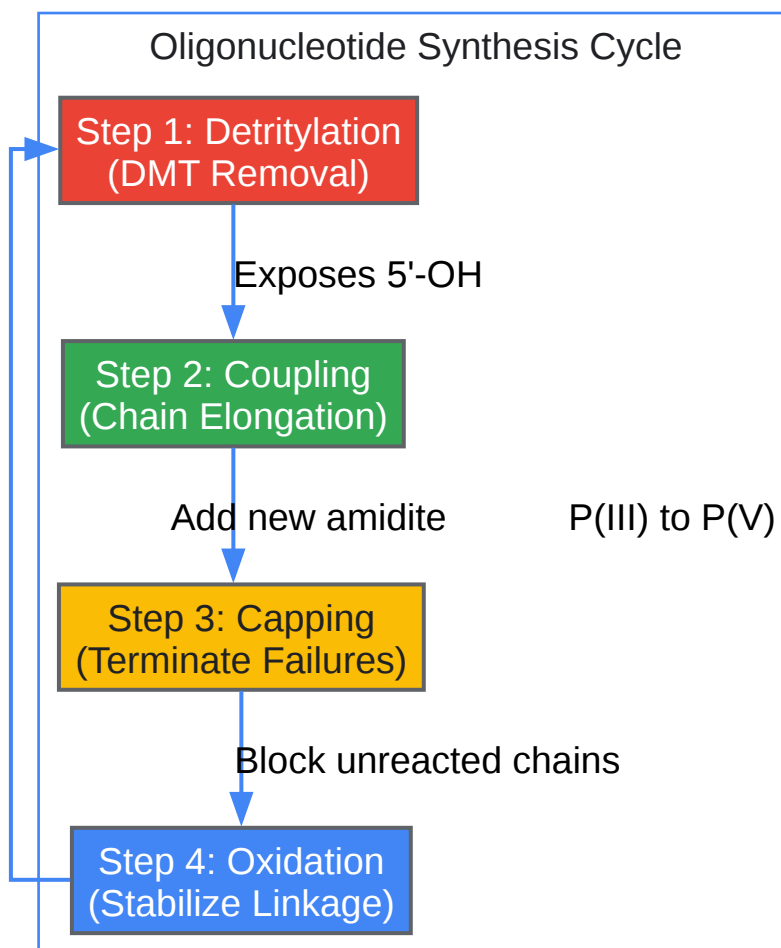 Oligonucleotide Synthesis Cycle
Step 1: Detritylation
(DMT Removal)
Exposes 5'-OH
Step 2: Coupling
(Chain Elongation)
Add new amidite
P(III) to P(V)
Step 3: Capping
(Terminate Failures)
Block unreacted chains
Step 4: Oxidation
(Stabilize Linkage)